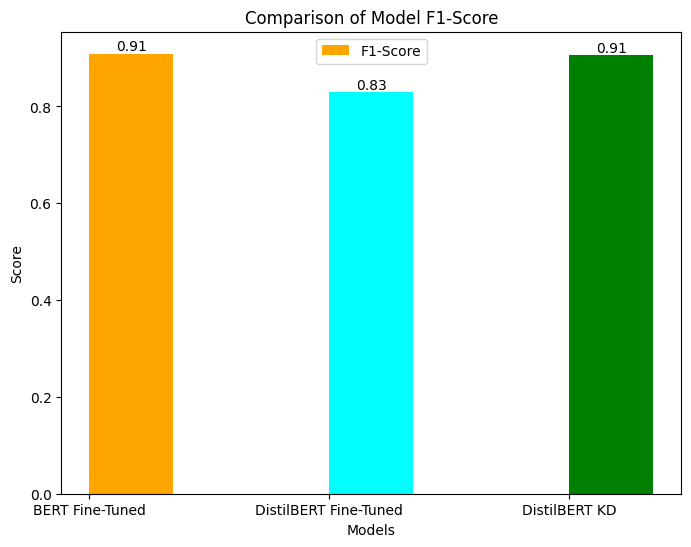 Comparison of Model F1-Score
0.91
0.83
0.91
F1-Score
Score
0.8
0.6
0.4
0.2
0.0
BERT Fine-Tuned
DistilBERT Fine-Tuned
DistilBERT KD
Models